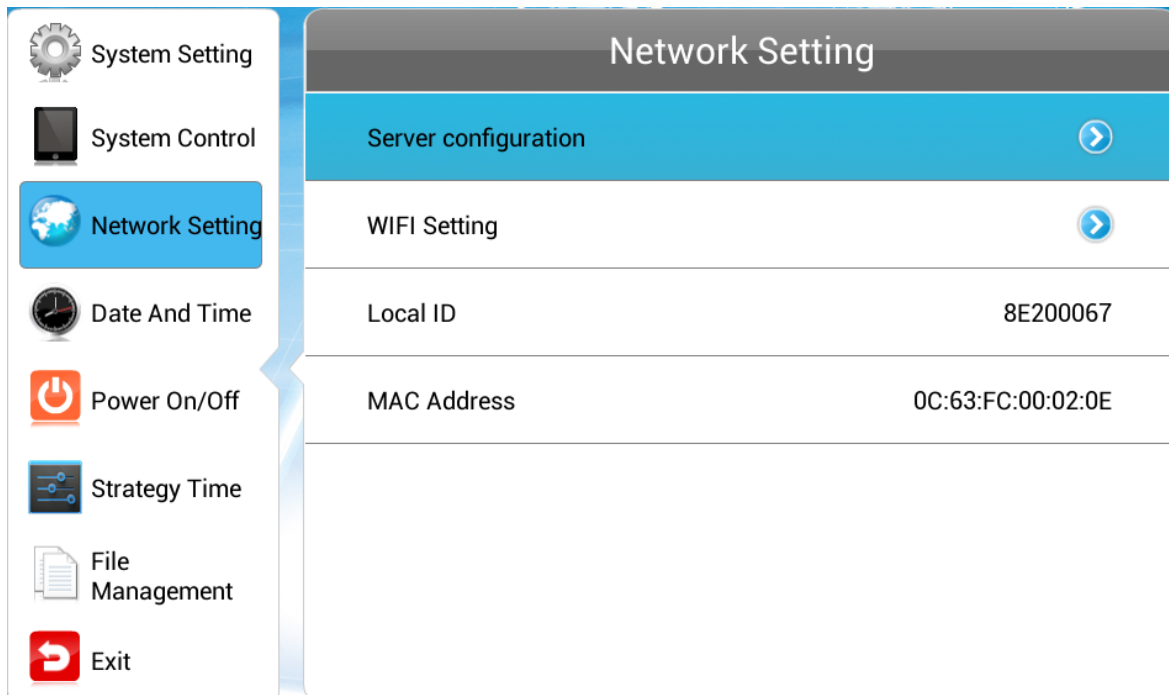 System Setting
System Control
Network Setting
Date And Time
Power On/Off
Strategy Time
File
Management
Exit
Network Setting
Server configuration
WIFI Setting
Local ID 8E200067
MAC Address 0C:63:FC:00:02:0E